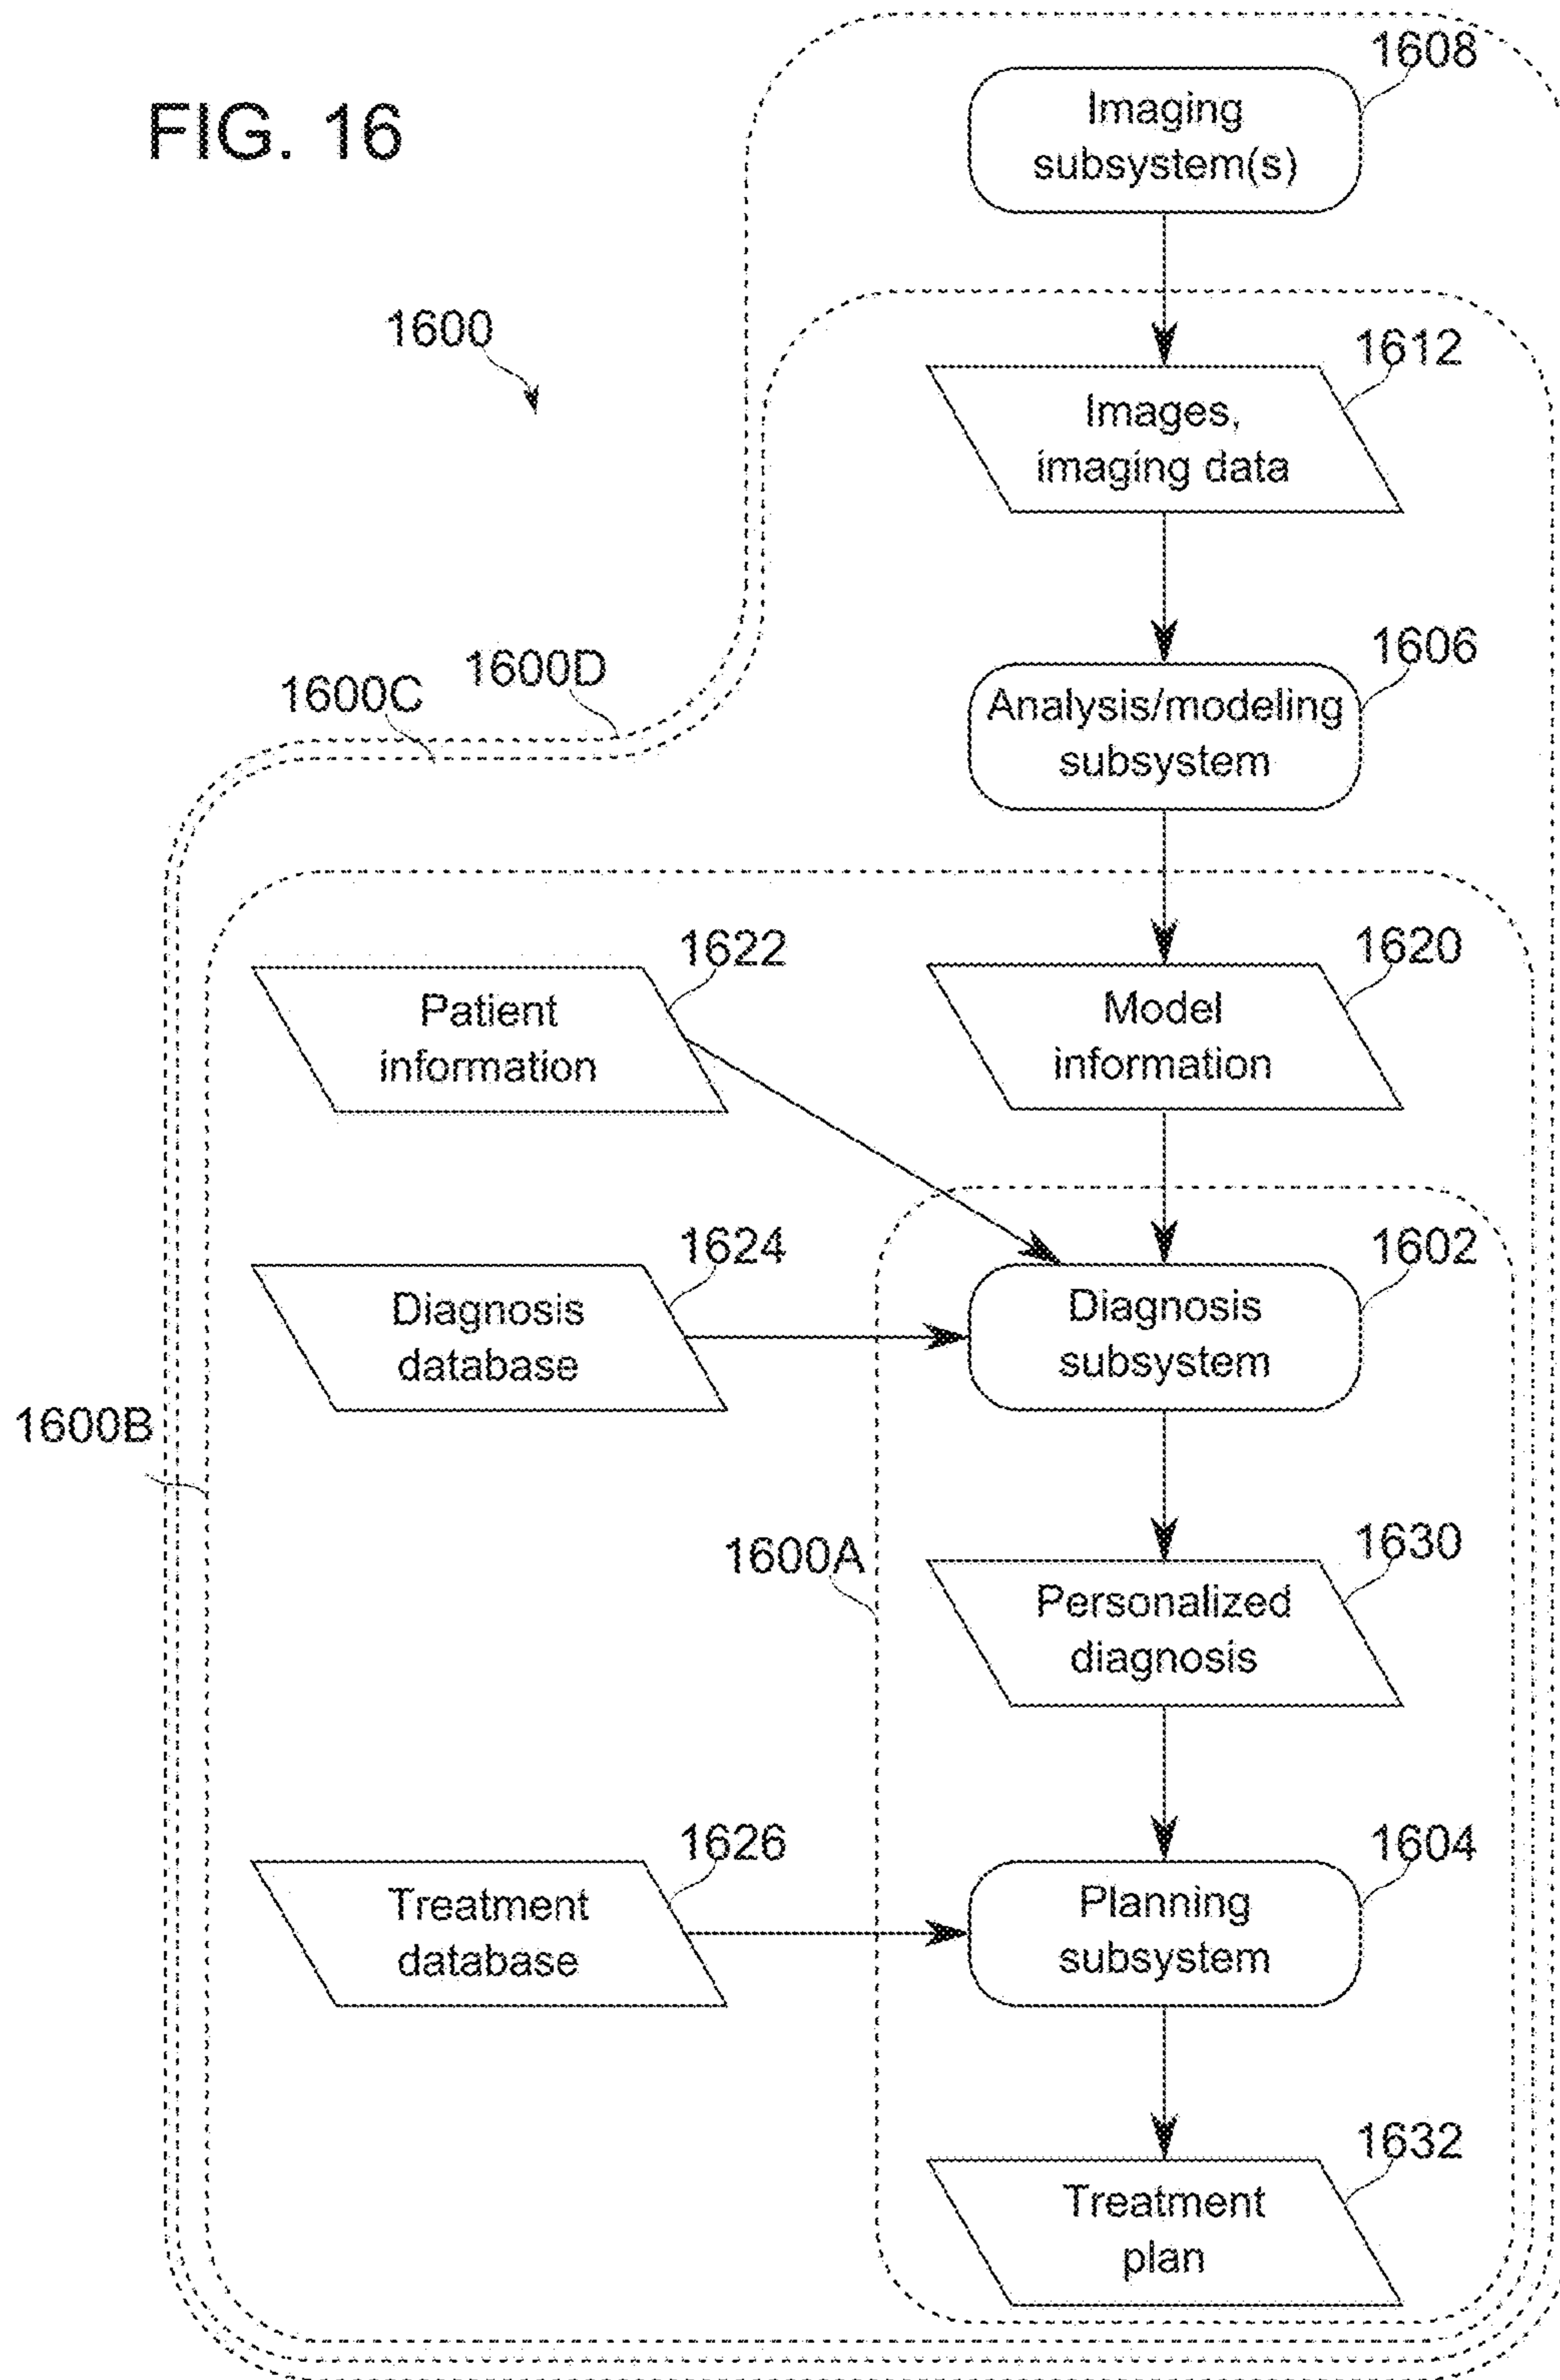 FIG. 16
1608
Imaging
subsystem(s)
1600
1612
Images,
imaging data
1606
Analysis/modeling
subsystem
1600D
1600C
1622
Patient
information
1620
Model
information
1624
Diagnosis
database
1602
Diagnosis
subsystem
1600B
1600A
1630
Personalized
diagnosis
1626
Treatment
database
1604
Planning
subsystem
1632
Treatment
plan